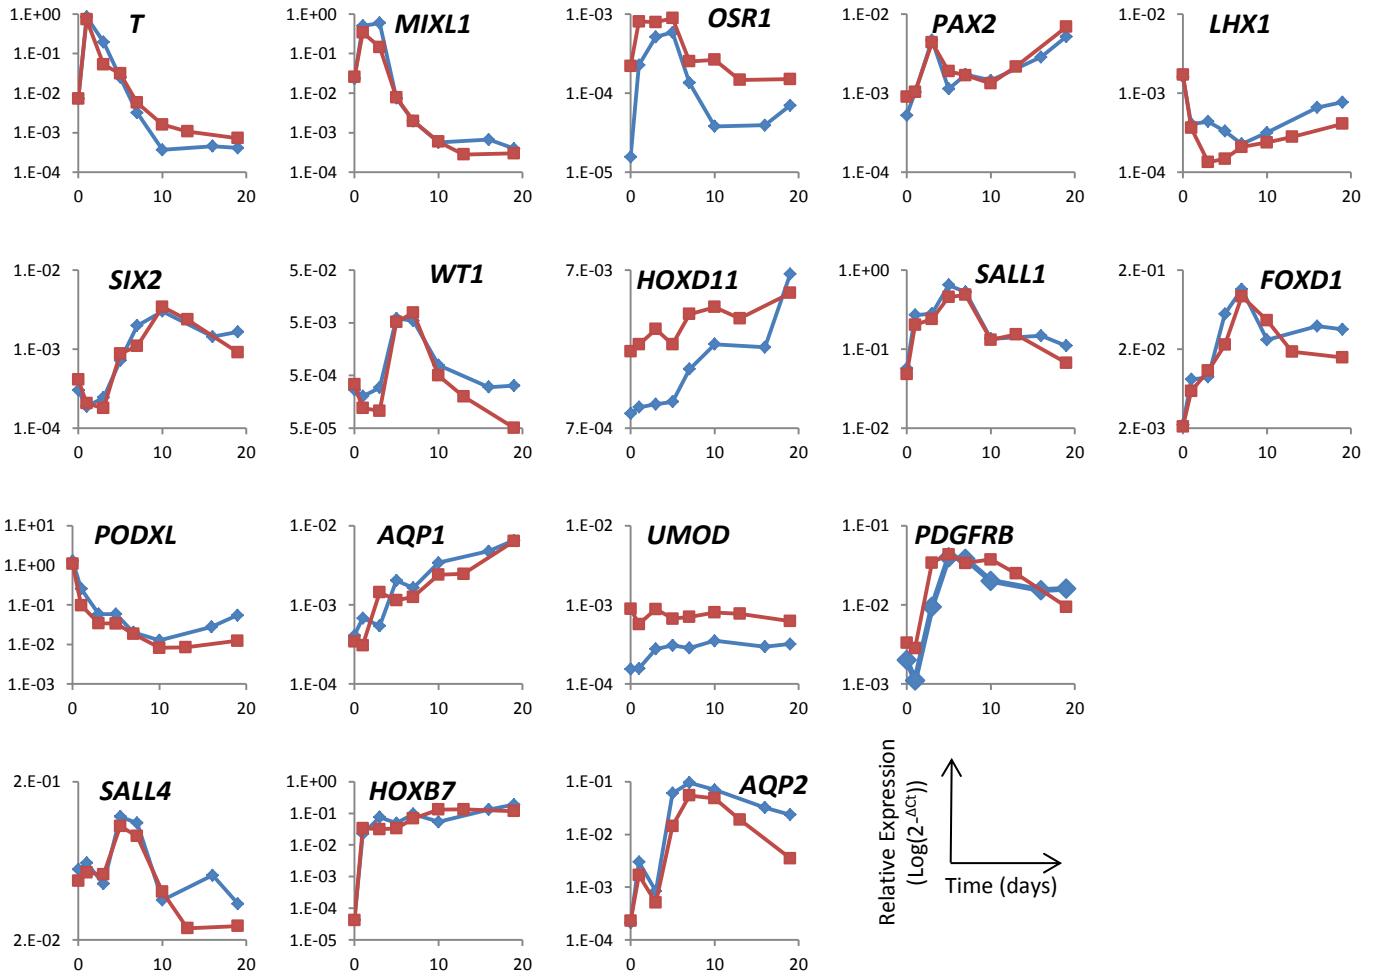 T
1.E+00
1.E-01
1.E-02
1.E-03
1.E-04
0 10 20
MIXL1
1.E+00
1.E-01
1.E-02
1.E-03
1.E-04
0 10 20
OSR1
1.E-03
1.E-04
1.E-05
0 10 20
PAX2
1.E-02
1.E-03
1.E-04
0 10 20
LHX1
1.E-02
1.E-03
1.E-04
0 10 20
SIX2
1.E-02
1.E-03
1.E-04
0 10 20
WT1
5.E-02
5.E-03
5.E-04
5.E-05
0 10 20
HOXD11
7.E-03
7.E-04
0 10 20
SALL1
1.E+00
1.E-01
1.E-02
0 10 20
FOXD1
2.E-01
2.E-02
2.E-03
0 10 20
PODXL
1.E+01
1.E+00
1.E-01
1.E-02
1.E-03
0 10 20
AQP1
1.E-02
1.E-03
1.E-04
0 10 20
UMOD
1.E-02
1.E-03
1.E-04
0 10 20
PDGFRB
1.E-01
1.E-02
1.E-03
0 10 20
SALL4
2.E-01
2.E-02
0 10 20
HOXB7
1.E+00
1.E-01
1.E-02
1.E-03
1.E-04
1.E-05
0 10 20
AQP2
1.E-01
1.E-02
1.E-03
1.E-04
0 10 20
Relative Expression
(Log(2-ΔCt))
Time (days)